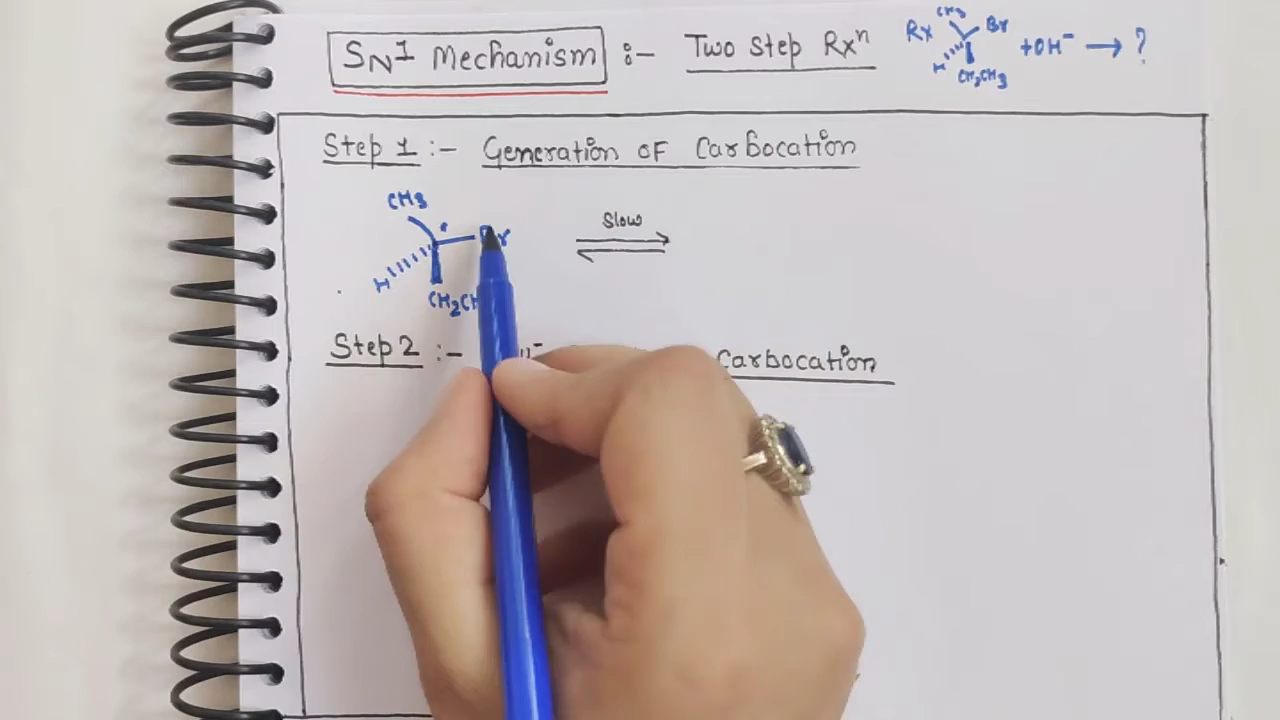 SN1 Mechanism :- Two Step Rxn
Rx CH3 Br H CH2CH3 + OH- → ?
Step 1 :- Generation of Carbocation
CH3
* Br
H
CH2CH
Slow
Step 2 :- Carbocation